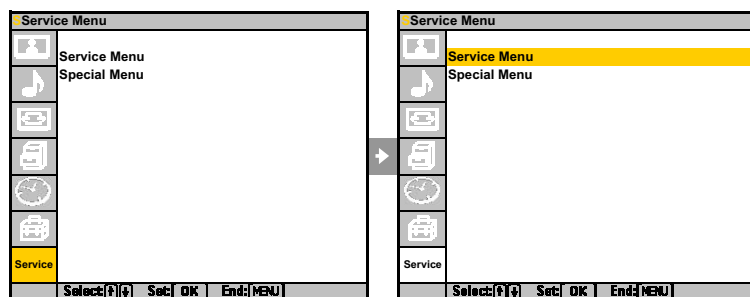 Service Menu
Service Menu
Special Menu
Service
Select:[↑][↓] Set:[ OK ] End:[MENU]
Service Menu
Service Menu
Special Menu
Service
Select:[↑][↓] Set:[ OK ] End:[MENU]